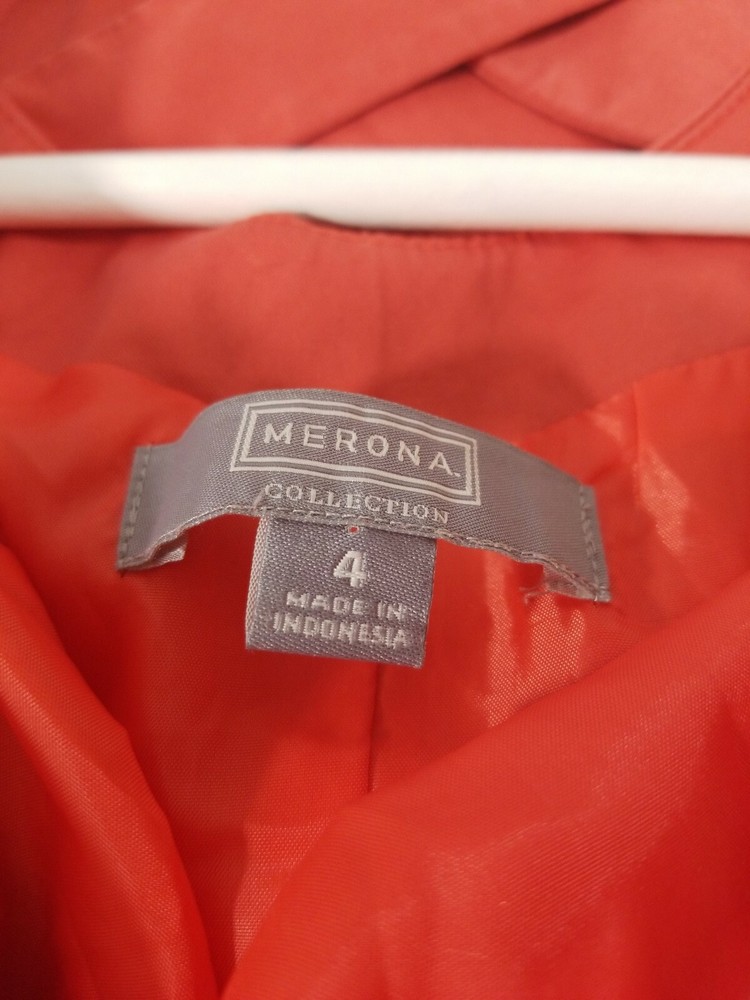 MERONA.
COLLECTION
4
MADE IN
INDONESIA